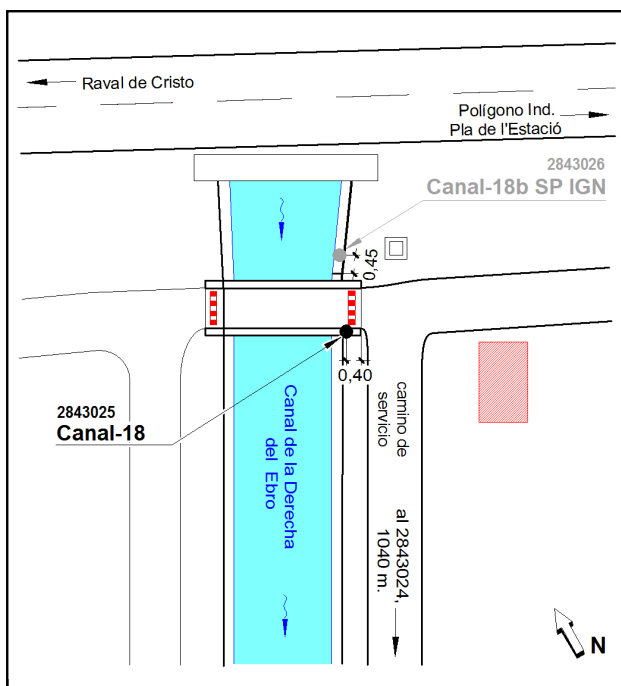 Raval de Cristo
Polígono Ind.
Pla de l'Estació
2843026
Canal-18b SP IGN
0,45
0,40
2843025
Canal-18
Canal de la Derecha
del Ebro
camino de
servicio
al 2843024,
1040 m.
N